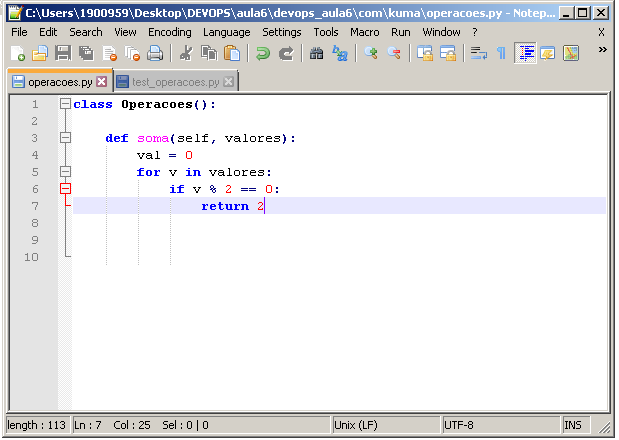 C:\Users\1900959\Desktop\DEVOPS\aula6\devops_aula6\com\kuma\operacoes.py - Notep...
File Edit Search View Encoding Language Settings Tools Macro Run Window ? X
»
operacoes.py test_operacoes.py
1 class Operacoes():
2
3 def soma(self, valores):
4 val = 0
5 for v in valores:
6 if v % 2 == 0:
7 return 2
8
9
10
length : 113 Ln : 7 Col : 25 Sel : 0 | 0 Unix (LF) UTF-8 INS